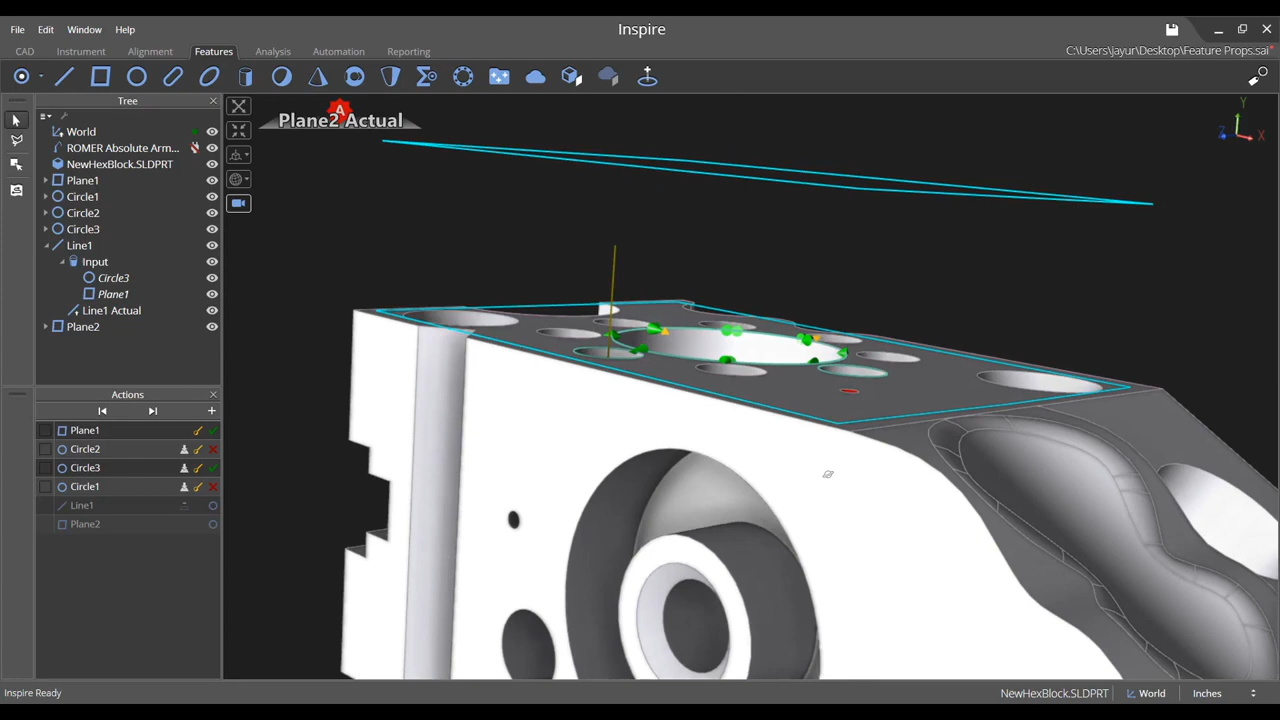 File Edit Window Help
Inspire
CAD Instrument Alignment Features Analysis Automation Reporting
C:\Users\jayur\Desktop\Feature Props.sai*
Tree
World
ROMER Absolute Arm...
NewHexBlock.SLDPRT
Plane1
Circle1
Circle2
Circle3
Line1
Input
Circle3
Plane1
Line1 Actual
Plane2
Actions
Plane1
Circle2
Circle3
Circle1
Line1
Plane2
A
Plane2 Actual
Y
Z X
Inspire Ready
NewHexBlock.SLDPRT World Inches